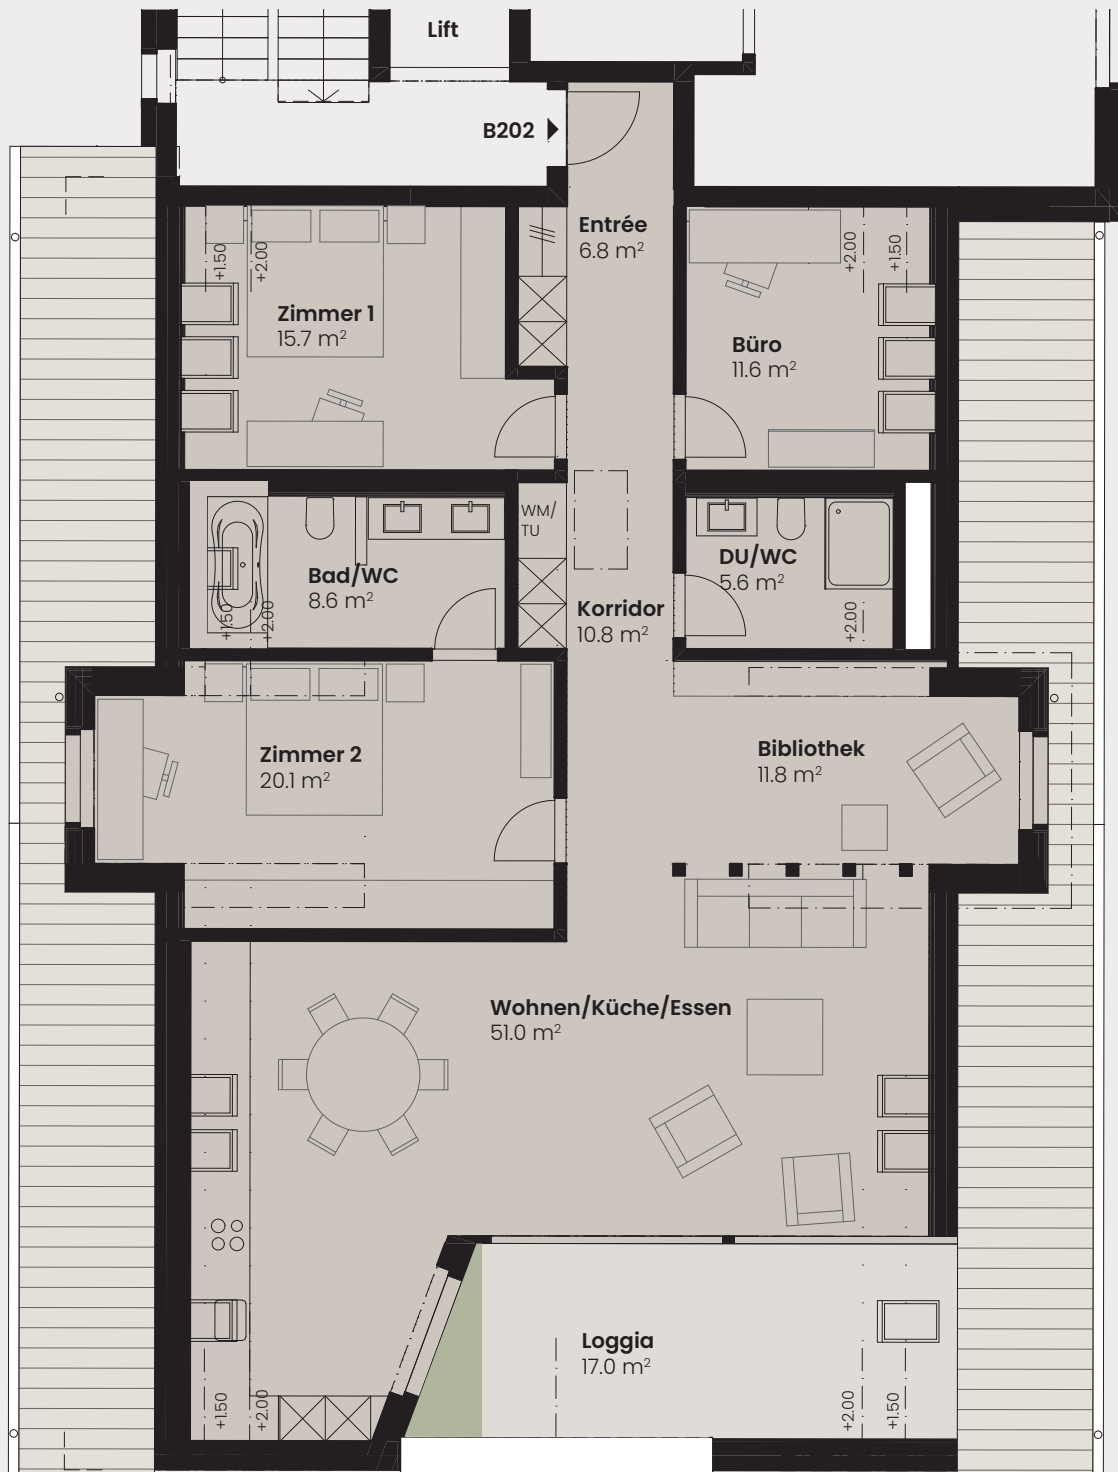 Lift
B202
Entrée
6.8 m²
+1.50
+2.00
+2.00
+1.50
Zimmer 1
15.7 m²
Büro
11.6 m²
WM/
TU
Bad/WC
8.6 m²
DU/WC
5.6 m²
+1.50
+2.00
Korridor
10.8 m²
+2.00
Zimmer 2
20.1 m²
Bibliothek
11.8 m²
Wohnen/Küche/Essen
51.0 m²
Loggia
17.0 m²
+1.50
+2.00
+2.00
+1.50